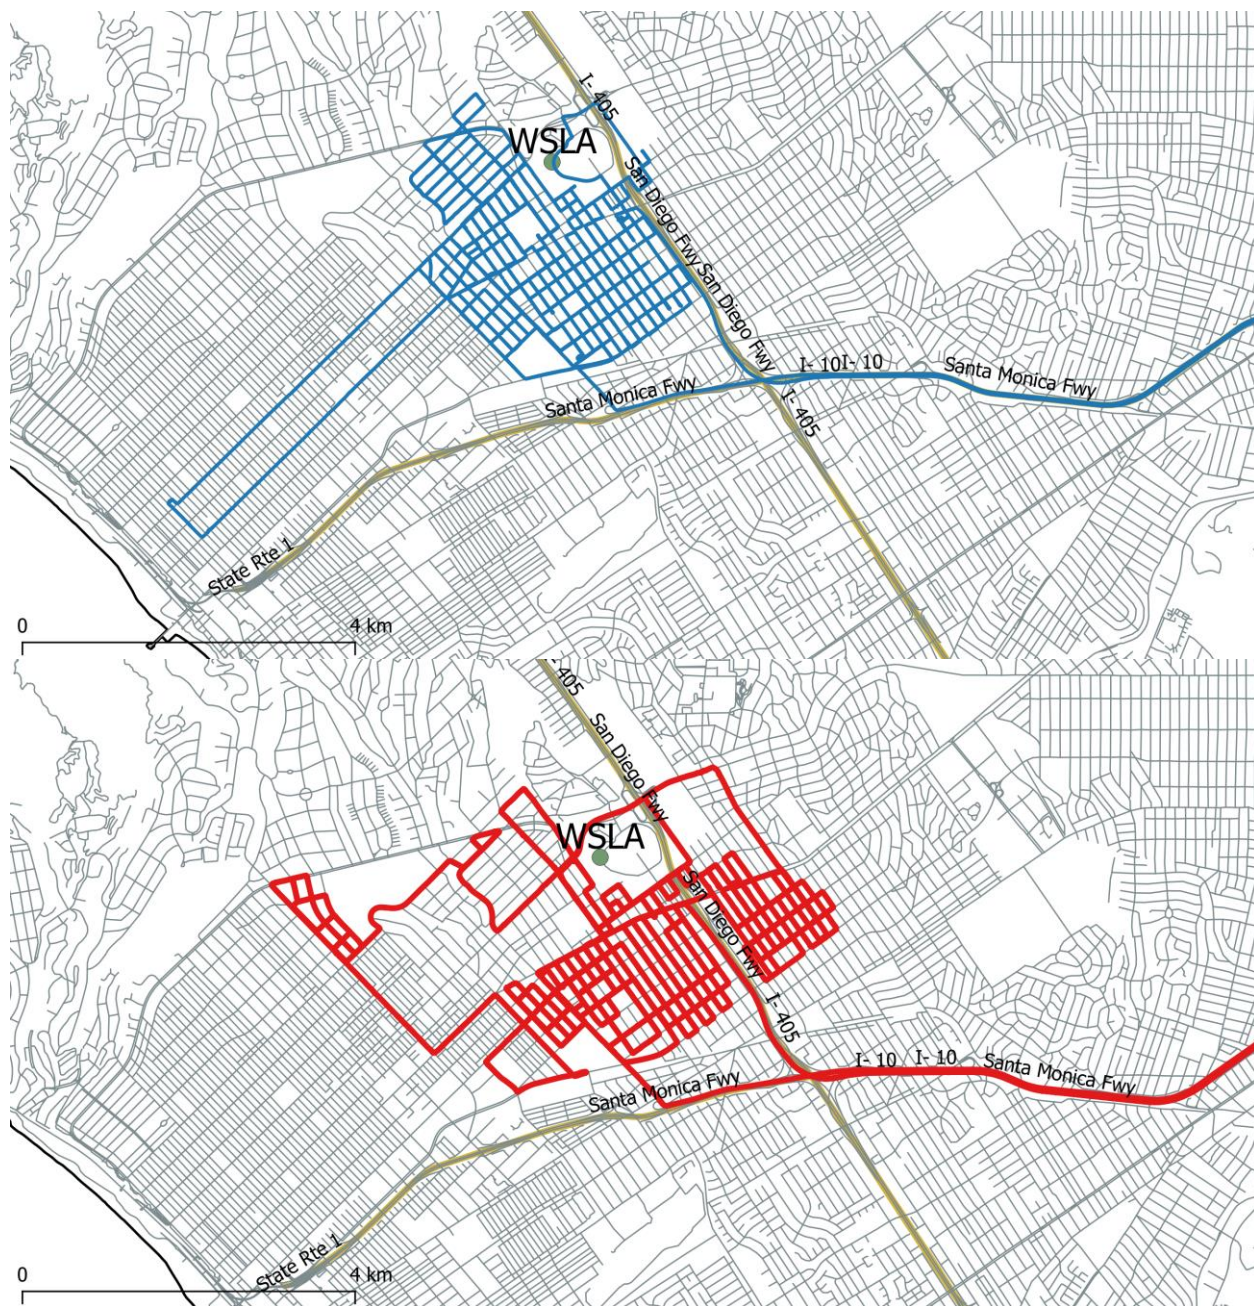 I- 405
WSLA
San Diego Fwy
San Diego Fwy
I- 10
I- 10
Santa Monica Fwy
Santa Monica Fwy
I- 405
State Rte 1
0
4 km
405
San Diego Fwy
WSLA
San Diego Fwy
I- 405
I- 10
I- 10
Santa Monica Fwy
Santa Monica Fwy
State Rte 1
0
4 km